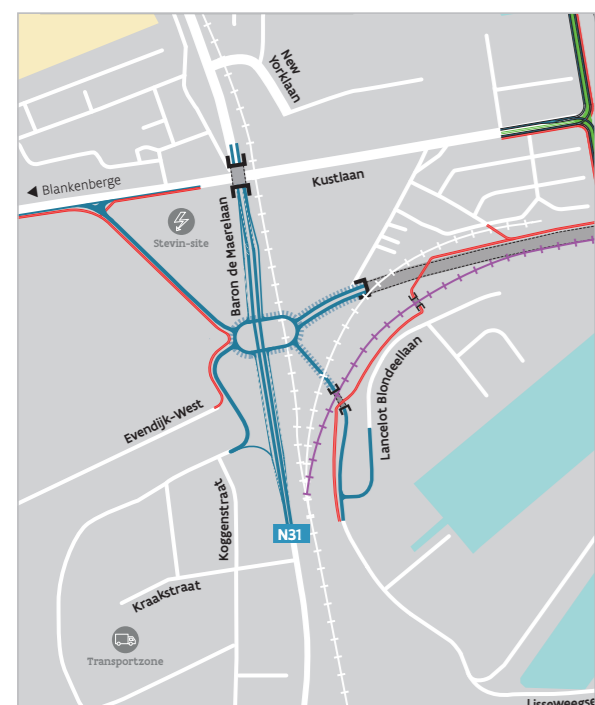 New
Yorklaan
Blankenberge
Kustlaan
Stevin-site
Baron de Maerelaan
Lancelot Blondeellaan
Evendijk-West
Koggenstraat
N31
Kraakstraat
Transportzone
Lisseweegse